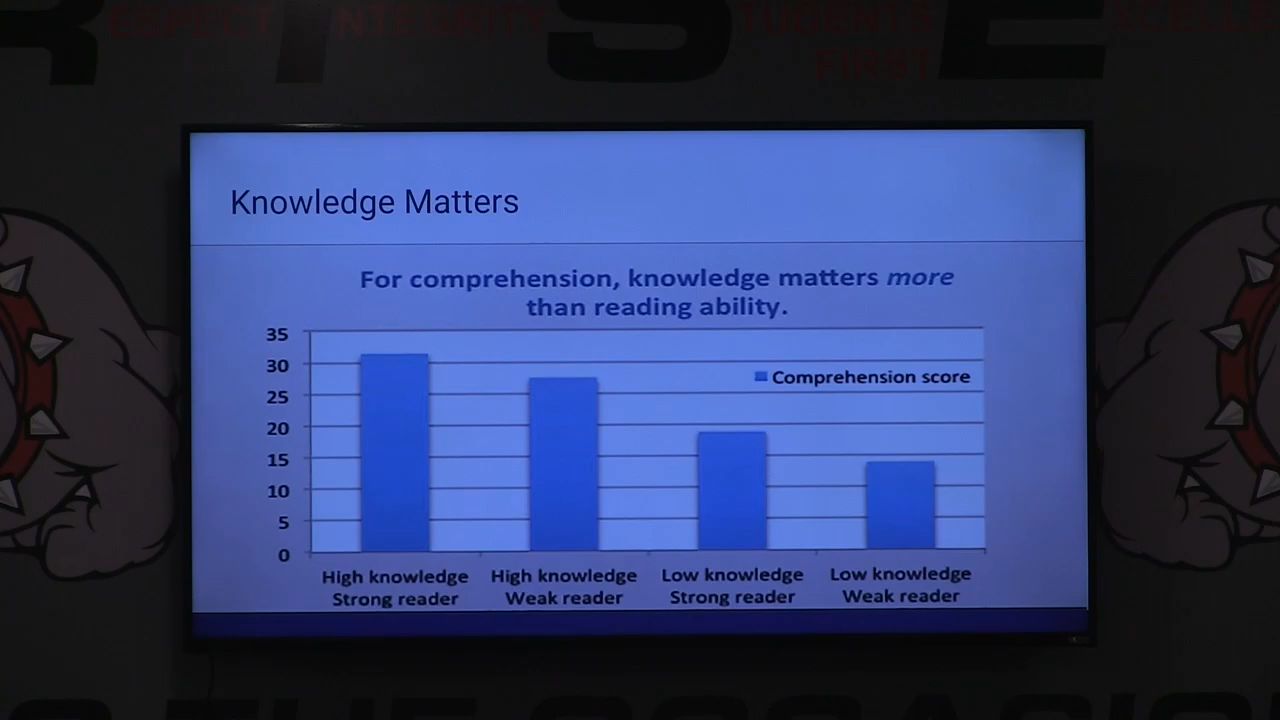 Knowledge Matters
For comprehension, knowledge matters more
than reading ability.
35
30
25
20
15
10
5
0
Comprehension score
High knowledge
Strong reader
High knowledge
Weak reader
Low knowledge
Strong reader
Low knowledge
Weak reader